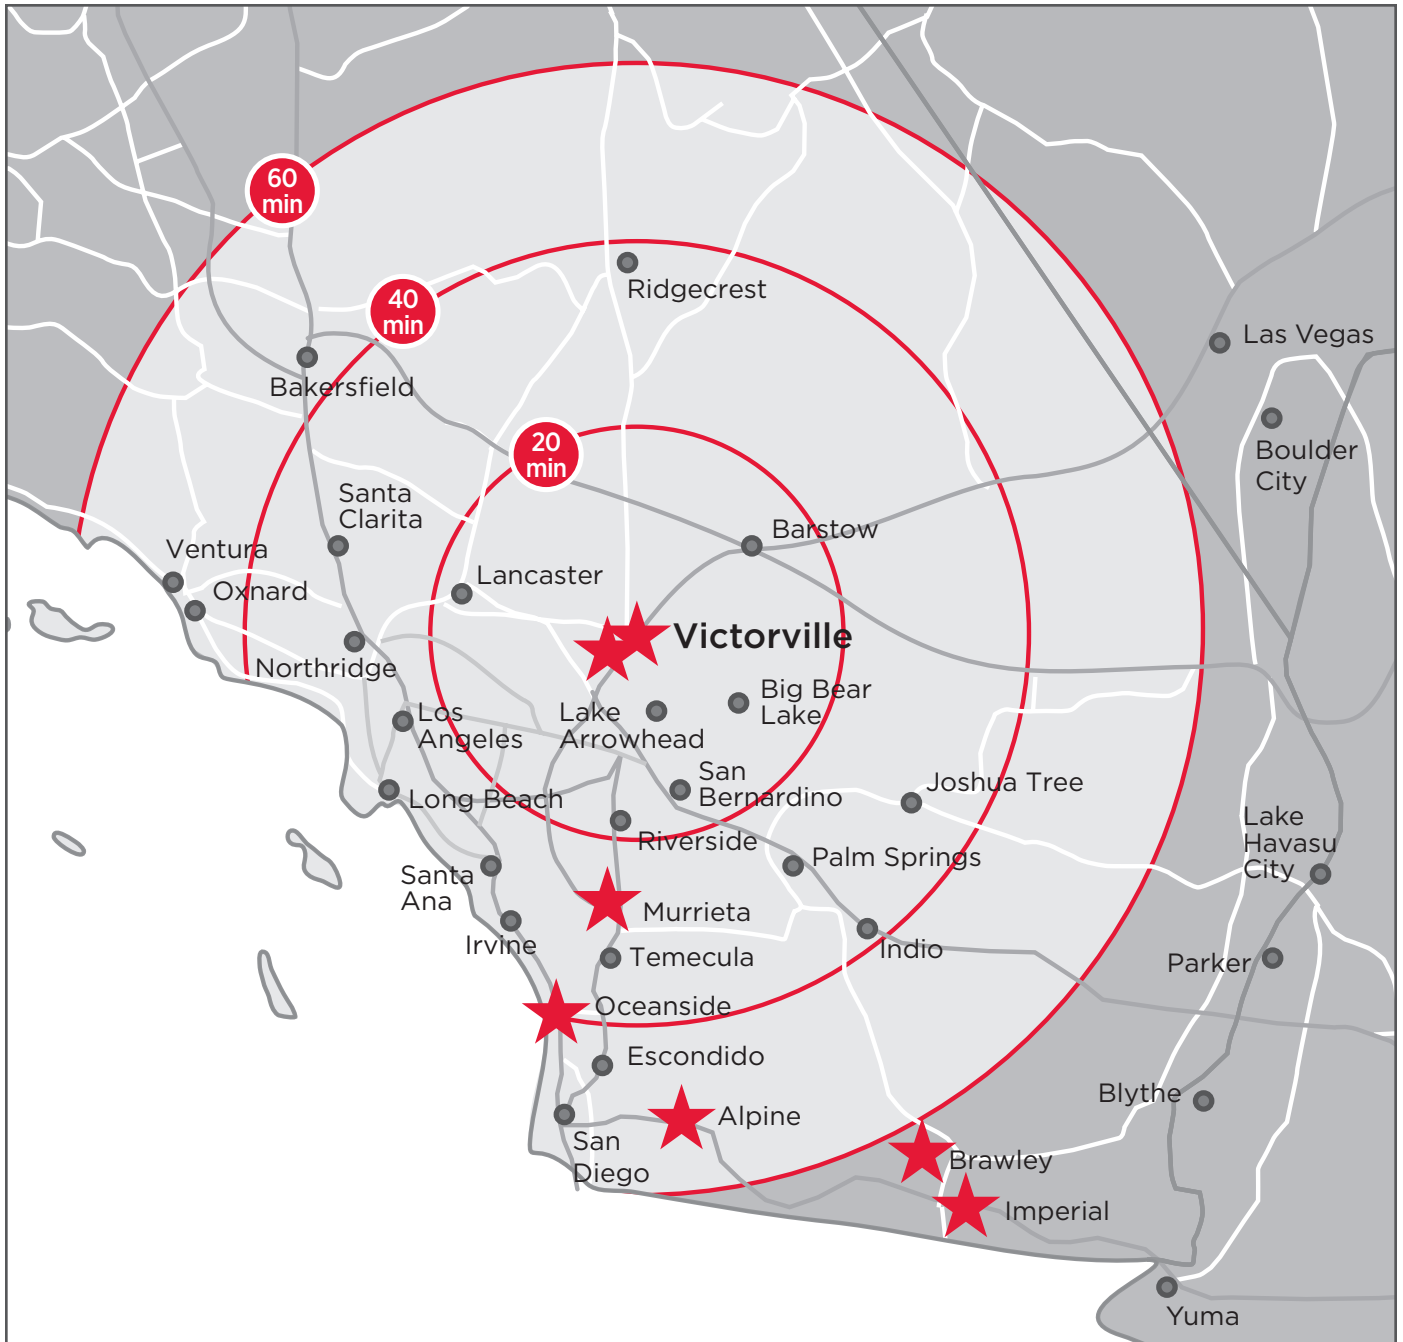 60
min
Ridgecrest
40
min
Las Vegas
Bakersfield
20
min
Boulder
City
Santa
Clarita
Barstow
Ventura
Lancaster
Oxnard
Victorville
Northridge
Big Bear
Lake
Los
Angeles
Lake
Arrowhead
San
Bernardino
Joshua Tree
Long Beach
Lake
Havasu
City
Riverside
Palm Springs
Santa
Ana
Murrieta
Irvine
Temecula
Indio
Parker
Oceanside
Escondido
Blythe
Alpine
San
Diego
Brawley
Imperial
Yuma